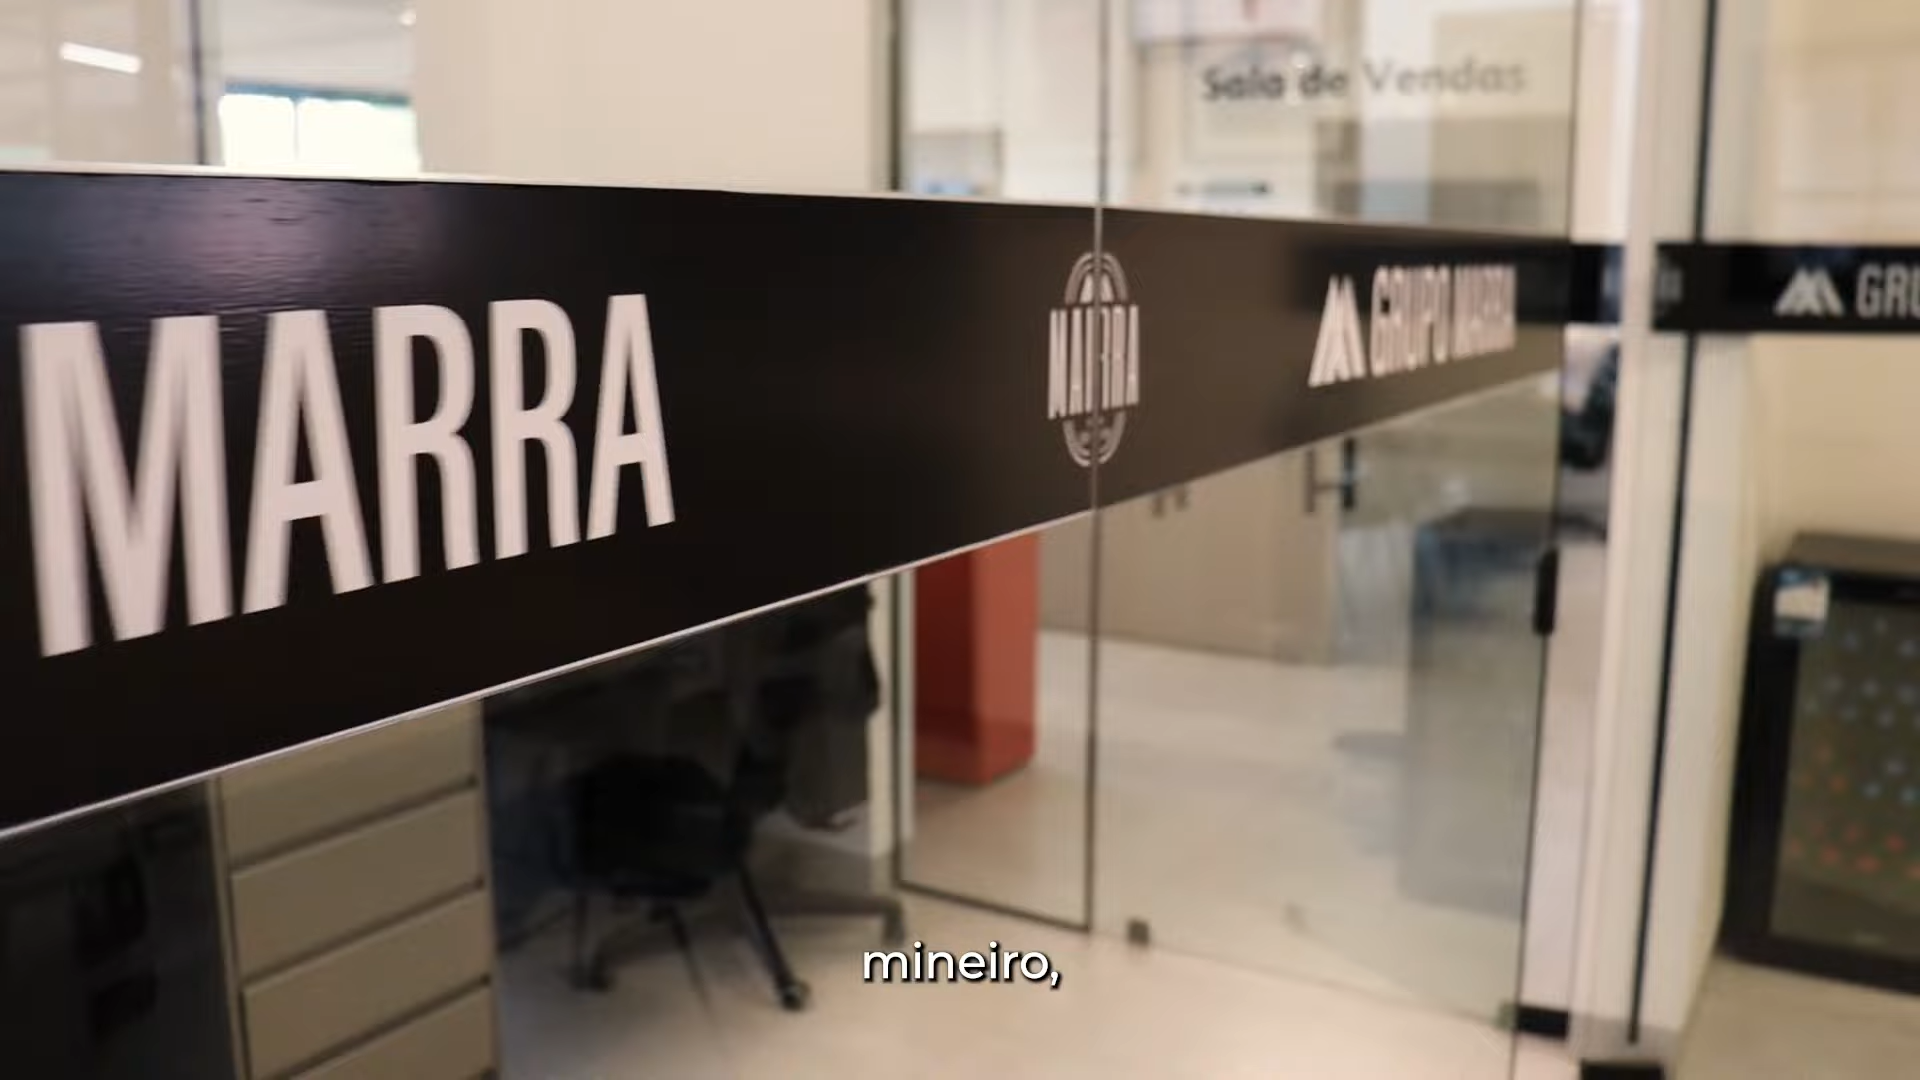 Sala de Vendas
MARRA
MARRA
GRUPO MARRA
GRU
mineiro,